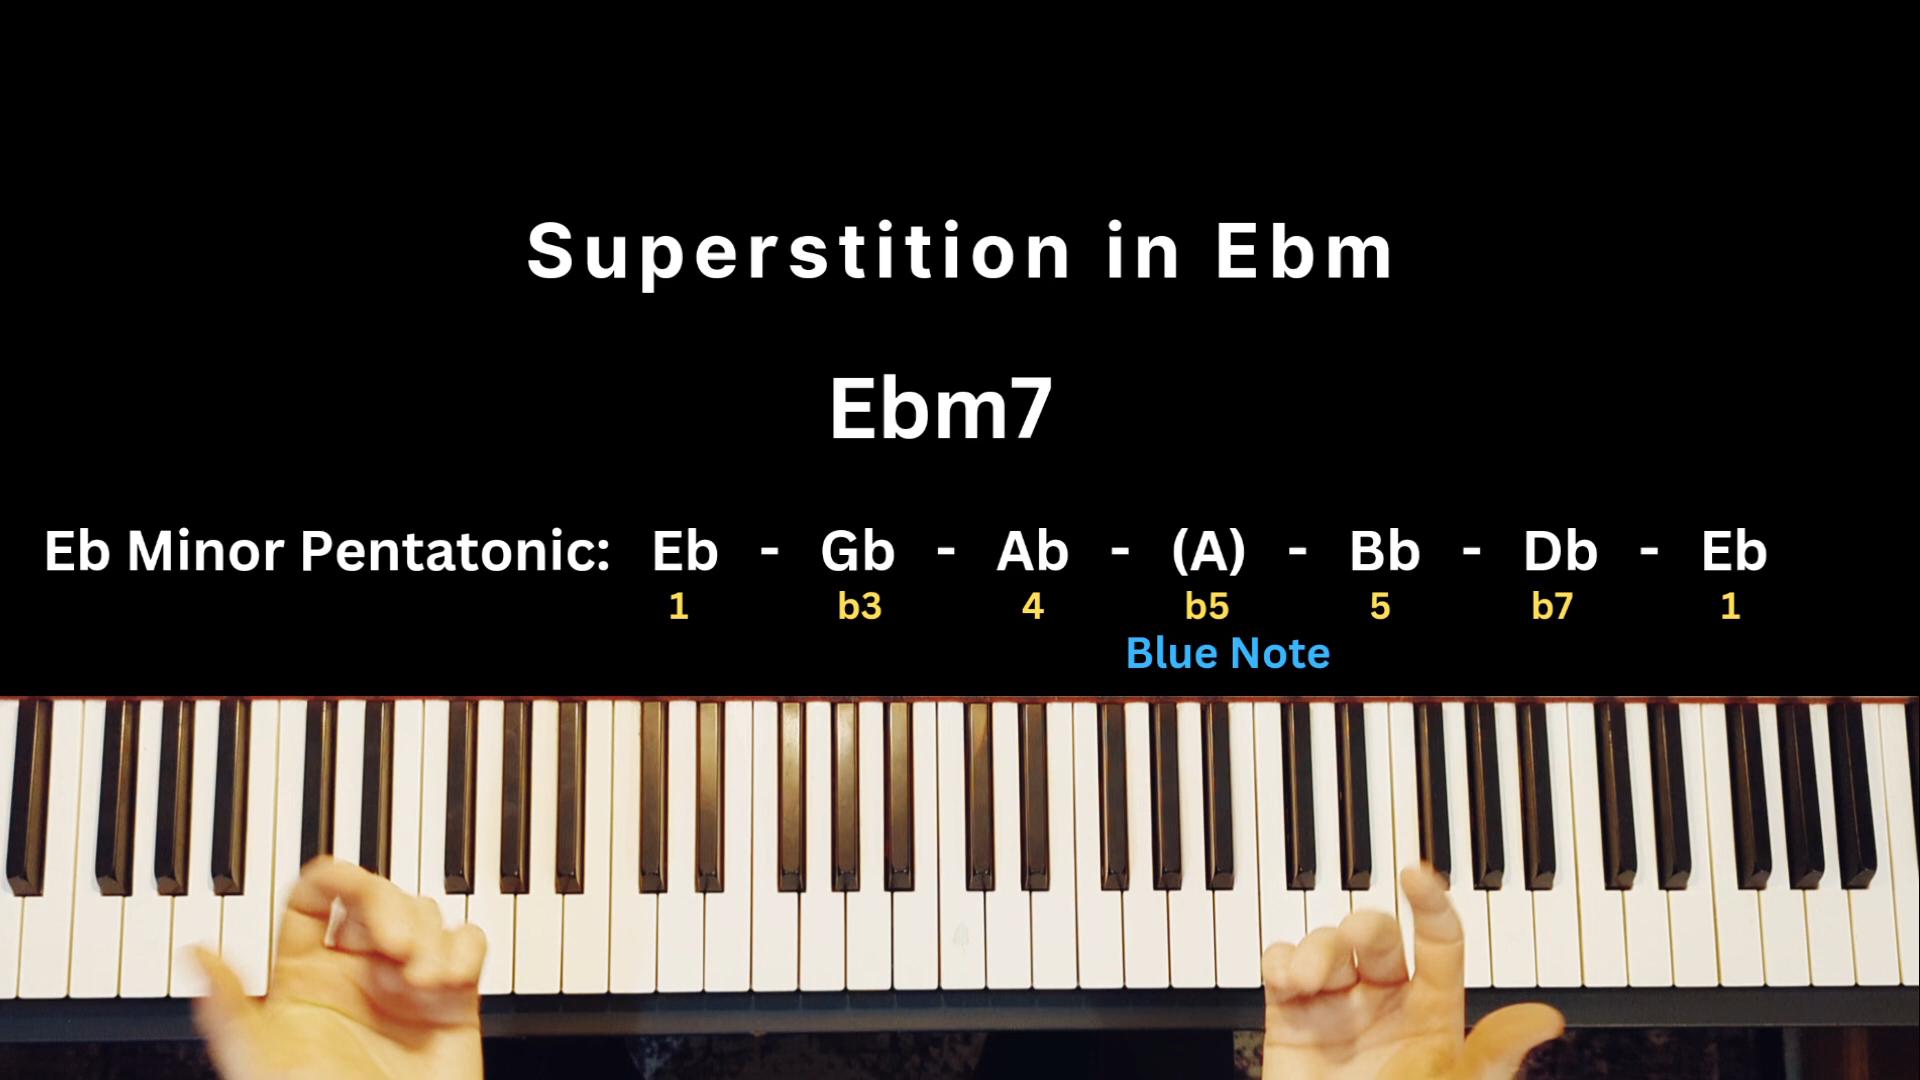 Superstition in Ebm
Ebm7
Eb Minor Pentatonic: Eb - Gb - Ab - (A) - Bb - Db - Eb
1 b3 4 b5 5 b7 1
Blue Note